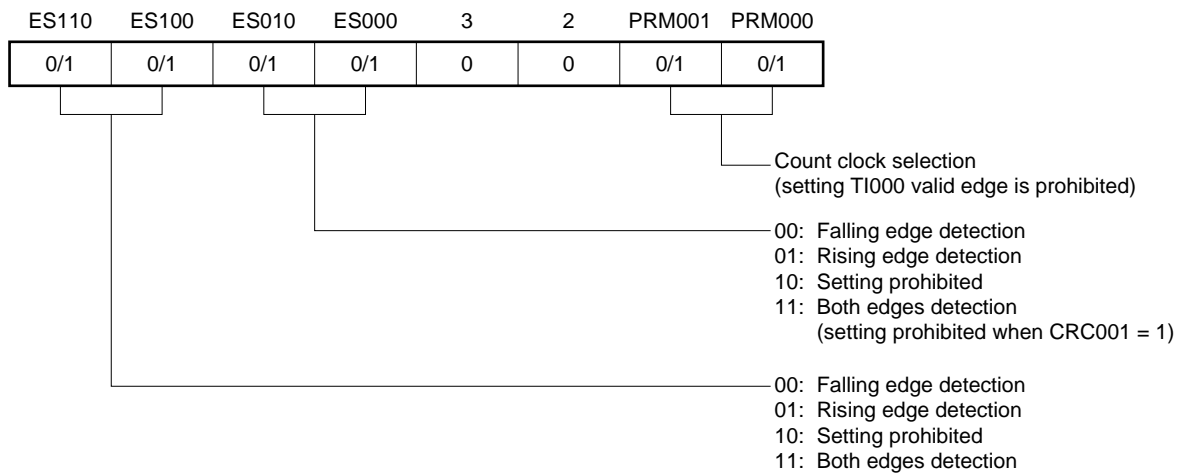 ES110 ES100 ES010 ES000 3 2 PRM001 PRM000
0/1 0/1 0/1 0/1 0 0 0/1 0/1
Count clock selection
(setting TI000 valid edge is prohibited)
00: Falling edge detection
01: Rising edge detection
10: Setting prohibited
11: Both edges detection
(setting prohibited when CRC001 = 1)
00: Falling edge detection
01: Rising edge detection
10: Setting prohibited
11: Both edges detection